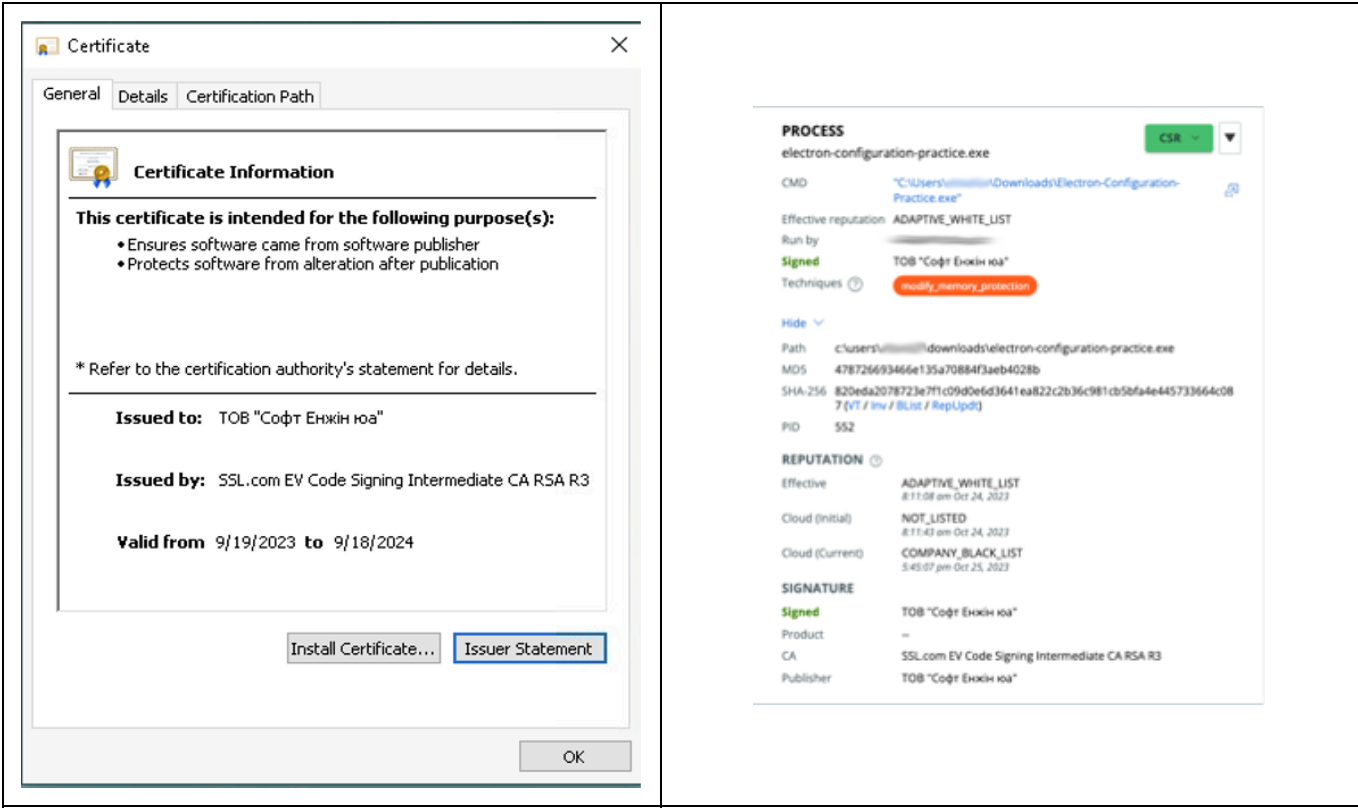 Certificate
General
Details
Certification Path
Certificate Information
This certificate is intended for the following purpose(s):
• Ensures software came from software publisher
• Protects software from alteration after publication
* Refer to the certification authority's statement for details.
Issued to: ТОВ "Софт Енжін юа"
Issued by: SSL.com EV Code Signing Intermediate CA RSA R3
Valid from 9/19/2023 to 9/18/2024
Install Certificate...
Issuer Statement
OK
PROCESS
CSR
electron-configuration-practice.exe
CMD "C:\Users\ \Downloads\Electron-Configuration-
Practice.exe"
Effective reputation ADAPTIVE_WHITE_LIST
Run by
Signed ТОВ "Софт Енжін юа"
Techniques ? modify_memory_protection
Hide
Path c:\users\ \downloads\electron-configuration-practice.exe
MD5 478726693466e135a70884f3aeb4028b
SHA-256 820eda2078723e7f1c09d0e6d3641ea822c2b36c981cb5bfa4e445733664c08
7 (VT / Inv / BList / RepUpdt)
PID 552
REPUTATION ?
Effective ADAPTIVE_WHITE_LIST
8:11:08 am Oct 24, 2023
Cloud (Initial) NOT_LISTED
8:11:43 am Oct 24, 2023
Cloud (Current) COMPANY_BLACK_LIST
5:45:07 pm Oct 25, 2023
SIGNATURE
Signed ТОВ "Софт Енжін юа"
Product --
CA SSL.com EV Code Signing Intermediate CA RSA R3
Publisher ТОВ "Софт Енжін юа"